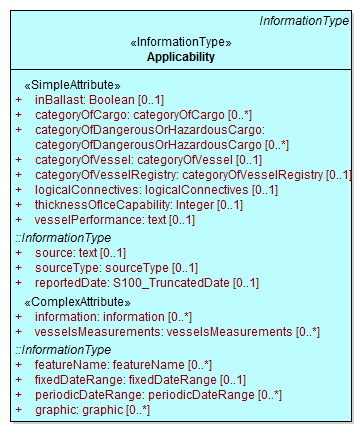 InformationType
«InformationType»
Applicability
«SimpleAttribute»
+ inBallast: Boolean [0..1]
+ categoryOfCargo: categoryOfCargo [0..*]
+ categoryOfDangerousOrHazardousCargo:
categoryOfDangerousOrHazardousCargo [0..*]
+ categoryOfVessel: categoryOfVessel [0..1]
+ categoryOfVesselRegistry: categoryOfVesselRegistry [0..1]
+ logicalConnectives: logicalConnectives [0..1]
+ thicknessOfIceCapability: Integer [0..1]
+ vesselPerformance: text [0..1]
::InformationType
+ source: text [0..1]
+ sourceType: sourceType [0..1]
+ reportedDate: S100_TruncatedDate [0..1]
«ComplexAttribute»
+ information: information [0..*]
+ vesselsMeasurements: vesselsMeasurements [0..*]
::InformationType
+ featureName: featureName [0..*]
+ fixedDateRange: fixedDateRange [0..1]
+ periodicDateRange: periodicDateRange [0..*]
+ graphic: graphic [0..*]